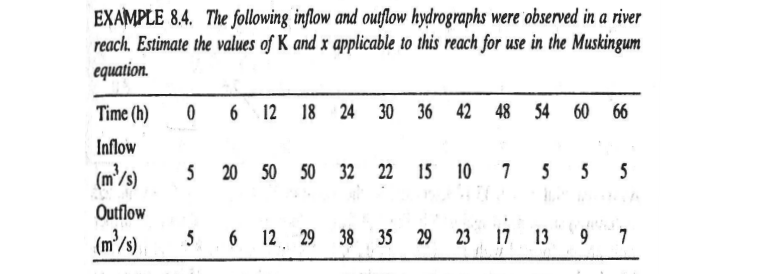 EXAMPLE 8.4. The following inflow and outflow hydrographs were observed in a river
reach. Estimate the values of K and x applicable to this reach for use in the Muskingum
equation.
Time (h) 0 6 12 18 24 30 36 42 48 54 60 66
Inflow
(m³/s) 5 20 50 50 32 22 15 10 7 5 5 5
Outflow
(m³/s) 5 6 12 29 38 35 29 23 17 13 9 7